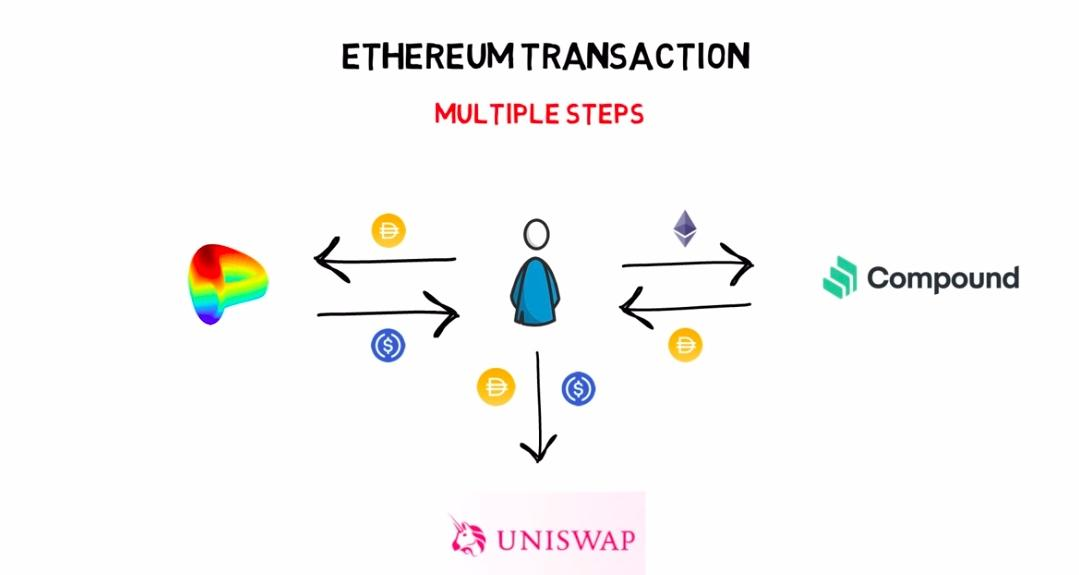 ETHEREUM TRANSACTION
MULTIPLE STEPS
Compound
UNISWAP